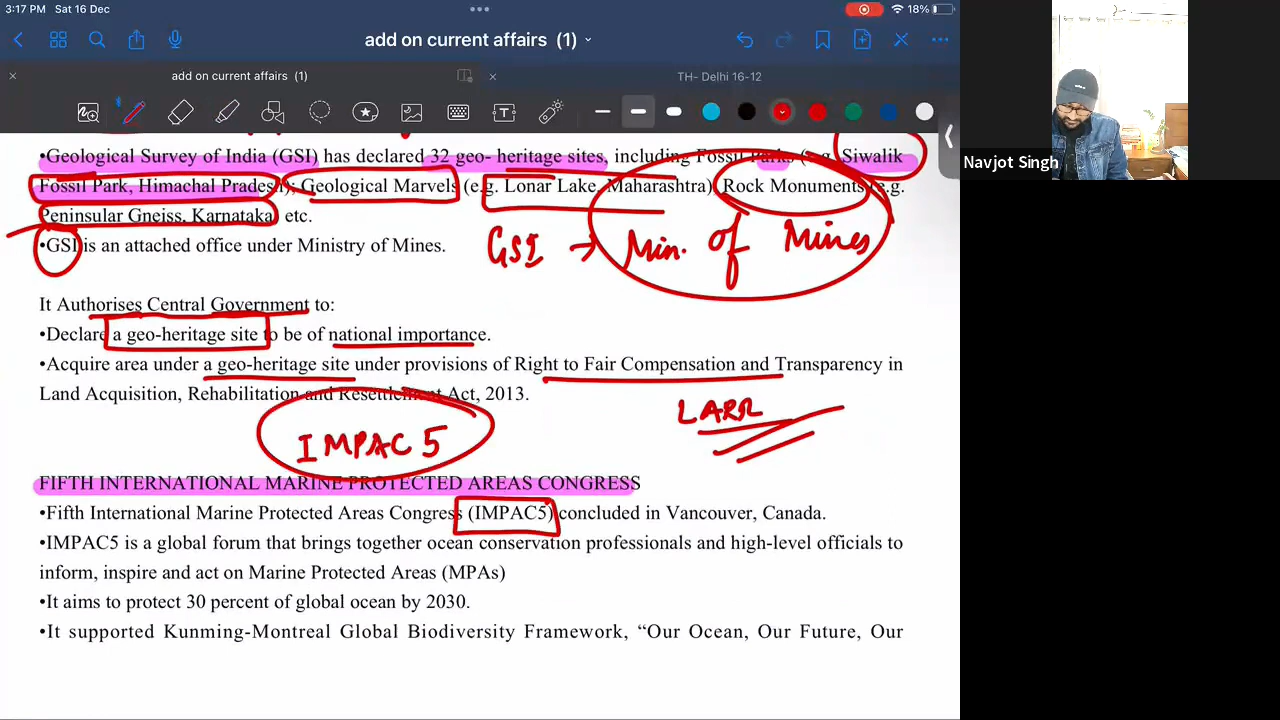 3:17 PM Sat 16 Dec
18%
add on current affairs (1)
add on current affairs (1)
TH- Delhi 16-12
•Geological Survey of India (GSI) has declared 32 geo- heritage sites, including Fossil Parks (e.g. Siwalik
Fossil Park, Himachal Pradesh); Geological Marvels (e.g. Lonar Lake, Maharashtra) Rock Monuments (e.g.
Peninsular Gneiss, Karnataka) etc.
•GSI is an attached office under Ministry of Mines.
GSI → Min. of Mines
It Authorises Central Government to:
•Declare a geo-heritage site to be of national importance.
•Acquire area under a geo-heritage site under provisions of Right to Fair Compensation and Transparency in
Land Acquisition, Rehabilitation and Resettlement Act, 2013.
LARR
IMPAC 5
FIFTH INTERNATIONAL MARINE PROTECTED AREAS CONGRESS
•Fifth International Marine Protected Areas Congress (IMPAC5) concluded in Vancouver, Canada.
•IMPAC5 is a global forum that brings together ocean conservation professionals and high-level officials to
inform, inspire and act on Marine Protected Areas (MPAs)
•It aims to protect 30 percent of global ocean by 2030.
•It supported Kunming-Montreal Global Biodiversity Framework, “Our Ocean, Our Future, Our
Navjot Singh